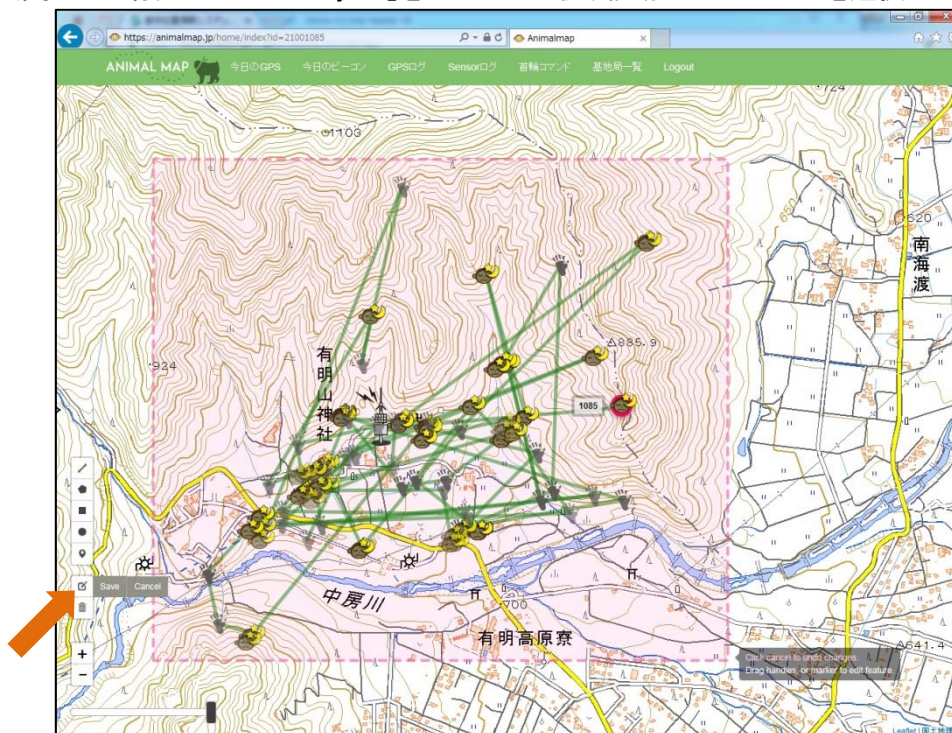 https://animalmap.jp/home/index?id=21001085
Animalmap
ANIMAL MAP 今日のGPS 今日のビーコン GPSログ Sensorログ 首輪コマンド 基地局一覧 Logout
724
1103
650
620
南海渡
885.9
924
有明山神社
1085
Save Cancel
中房川
700
有明高原寮
641.4
Click cancel to undo changes.
Drag handles, or marker to edit feature.